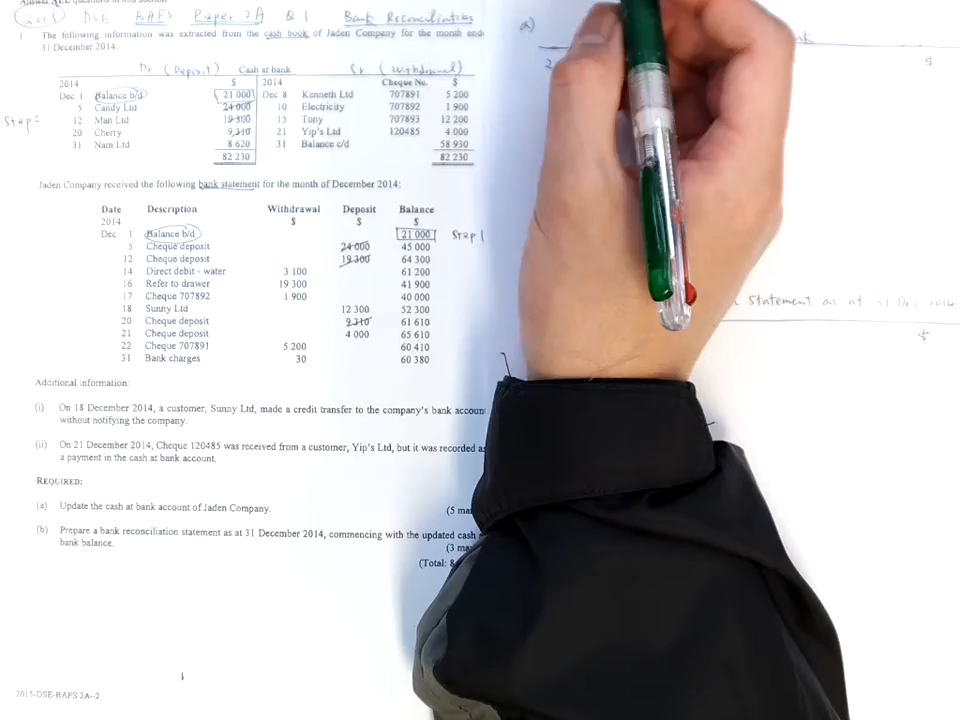 Answer ALL questions in this section
2015 DSE BAFS Paper 2A Q1 Bank Reconciliation
1 The following information was extracted from the cash book of Jaden Company for the month
31 December 2014:
Dr (Deposit) Cash at bank Cr (Withdrawal)
2014 $ 2014 Cheque No. $
Dec 1 Balance b/d 21 000 Dec 8 Kenneth Ltd 707891 5 200
5 Candy Ltd 24 000 10 Electricity 707892 1 900
Step 12 Man Ltd 19 300 15 Tony 707893 12 200
20 Cherry 9 310 21 Yip's Ltd 120485 4 000
31 Nam Ltd 8 620 31 Balance c/d 58 930
82 230 82 230
Jaden Company received the following bank statement for the month of December 2014:
Date Description Withdrawal Deposit Balance
2014 $ $ $
Dec 1 Balance b/d 21 000 Step 1
5 Cheque deposit 24 000 45 000
12 Cheque deposit 19 300 64 300
14 Direct debit - water 3 100 61 200
16 Refer to drawer 19 300 41 900
17 Cheque 707892 1 900 40 000
18 Sunny Ltd 12 300 52 300
20 Cheque deposit 9 310 61 610
21 Cheque deposit 4 000 65 610
22 Cheque 707891 5 200 60 410
31 Bank charges 30 60 380
Additional information:
(i) On 18 December 2014, a customer, Sunny Ltd, made a credit transfer to the company's bank account
without notifying the company.
(ii) On 21 December 2014, Cheque 120485 was received from a customer, Yip's Ltd, but it was recorded as
a payment in the cash at bank account.
REQUIRED:
(a) Update the cash at bank account of Jaden Company.
(5
(b) Prepare a bank reconciliation statement as at 31 December 2014, commencing with the updated cash
bank balance.
(3
(Total: 8
1
2015-DSE-BAFS 2A-2
a)
2
$
Statement as at 31 Dec 2014
$